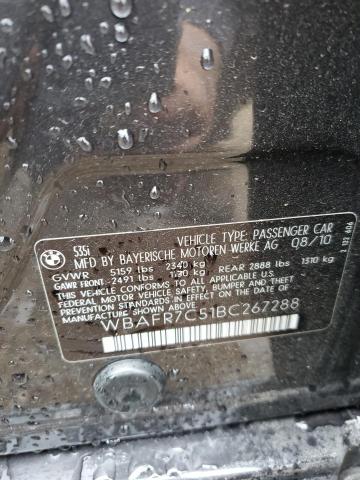 BMW
535i
VEHICLE TYPE: PASSENGER CAR
MFD BY BAYERISCHE MOTOREN WERKE AG 08/10
GVWR 5159 lbs 2340 kg
GAWR FRONT -2491 lbs 1130 kg REAR 2888 lbs 1310 kg
THIS VEHICLE CONFORMS TO ALL APPLICABLE U.S.
FEDERAL MOTOR VEHICLE SAFETY, BUMPER AND THEFT
PREVENTION STANDARDS IN EFFECT ON THE DATE OF
MANUFACTURE SHOWN ABOVE.
WBAFR7C51BC267288